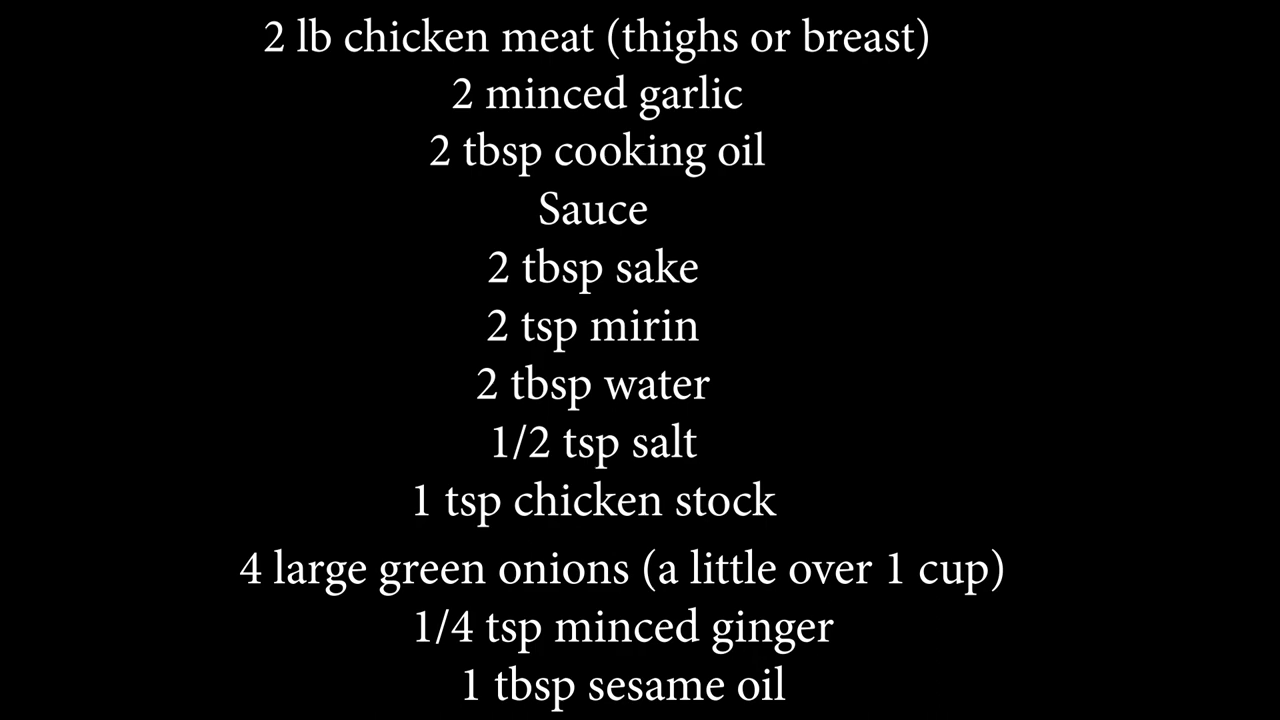 2 lb chicken meat (thighs or breast)
2 minced garlic
2 tbsp cooking oil
Sauce
2 tbsp sake
2 tsp mirin
2 tbsp water
1/2 tsp salt
1 tsp chicken stock
4 large green onions (a little over 1 cup)
1/4 tsp minced ginger
1 tbsp sesame oil